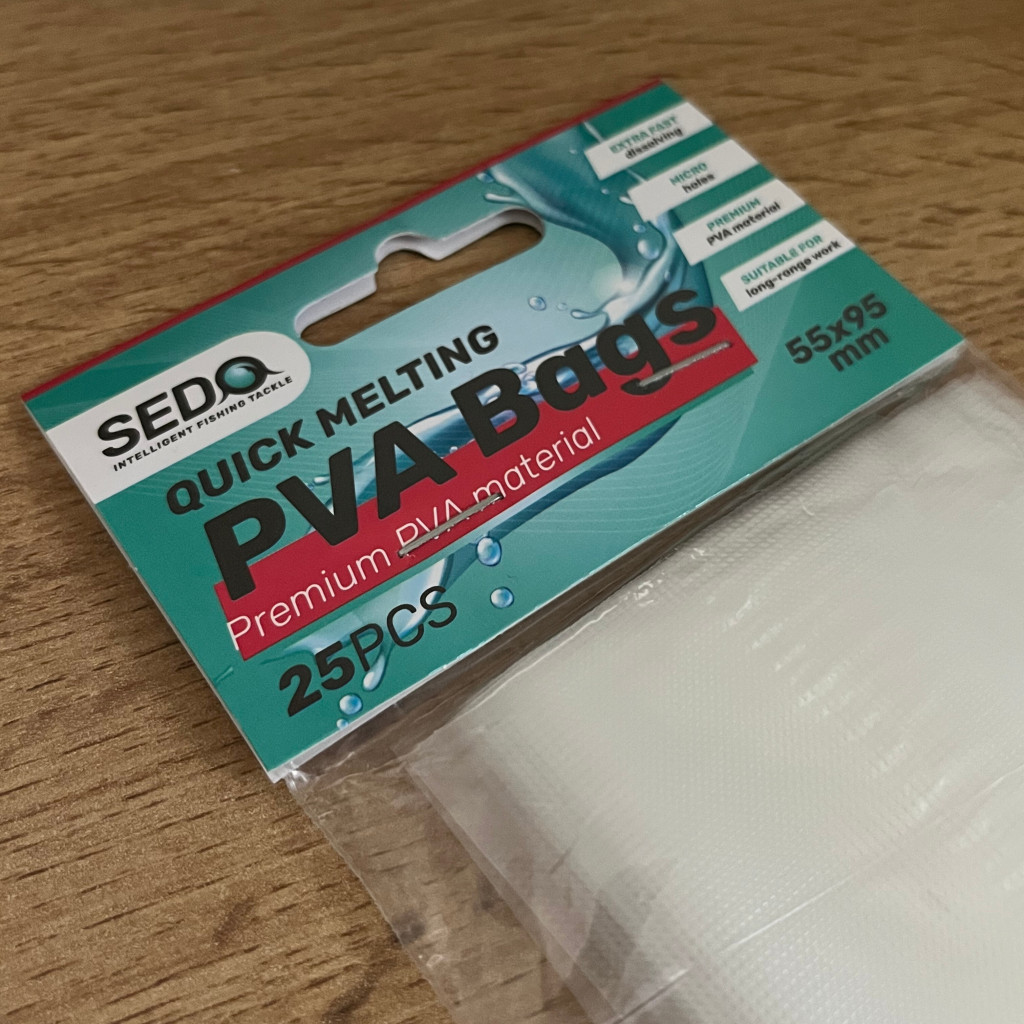 SEDO
INTELLIGENT FISHING TACKLE
QUICK MELTING
PVA Bags
Premium PVA material
25PCS
EXTRA FAST
dissolving
MICRO
holes
PREMIUM
PVA material
SUITABLE FOR
long-range work
55x95
mm